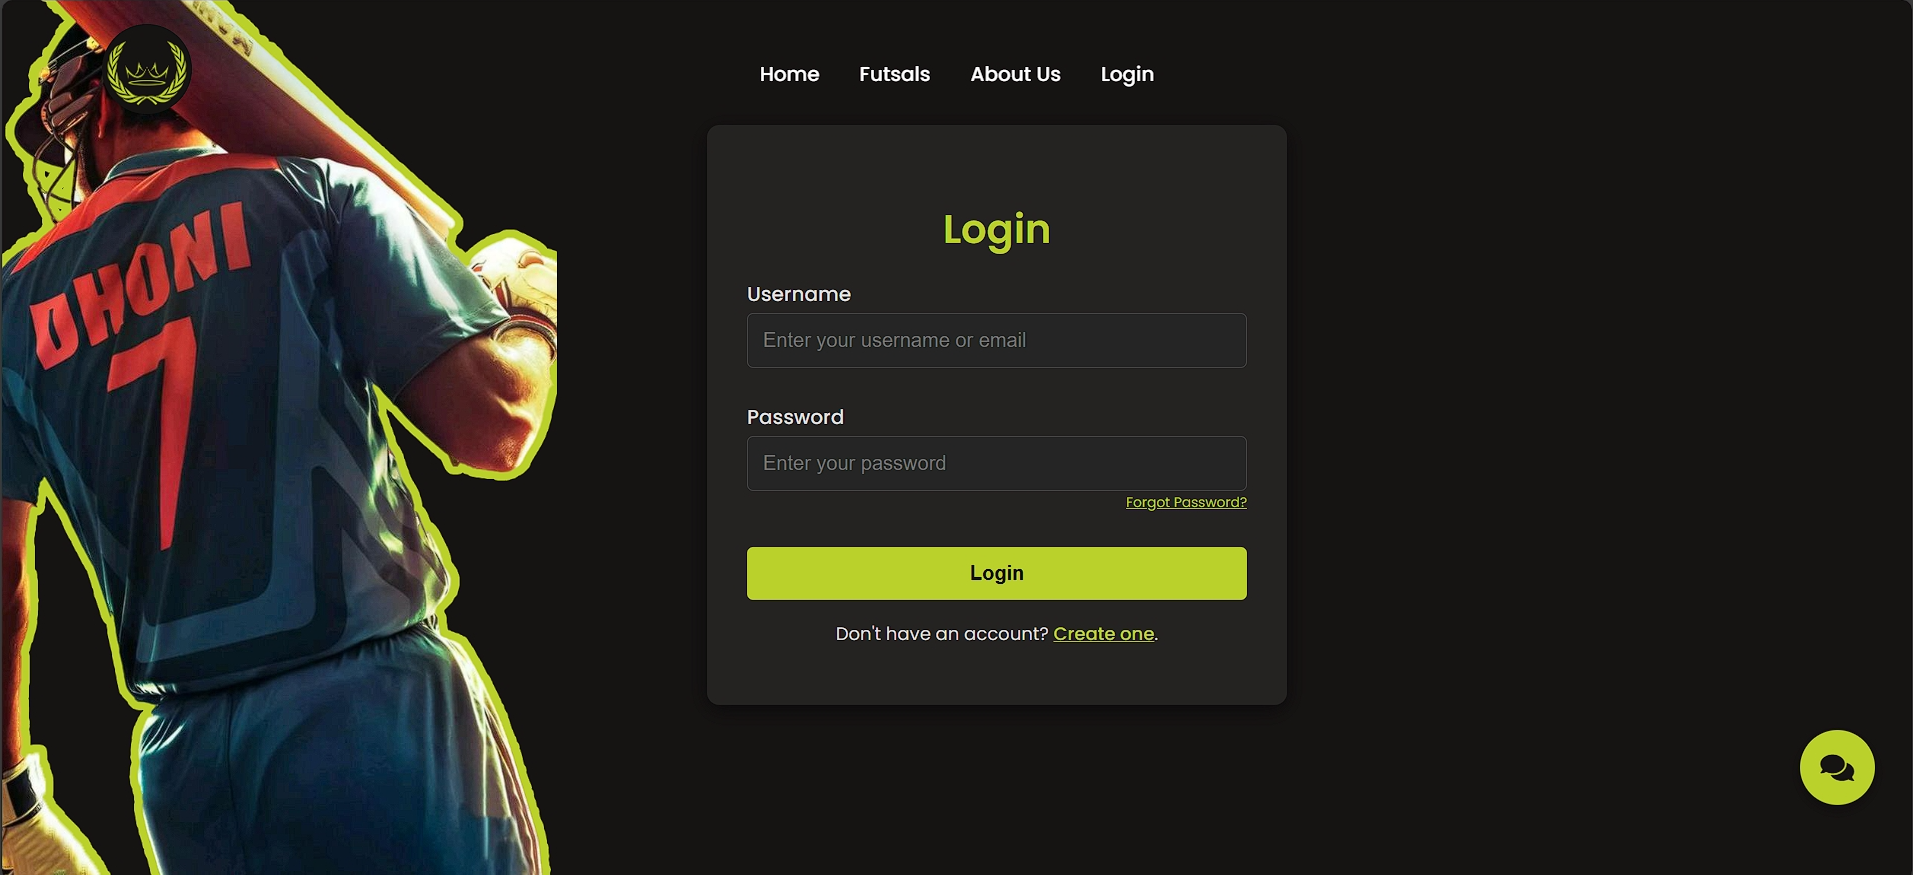 Home Futsals About Us Login
DHONI
7
Login
Username
Enter your username or email
Password
Enter your password
Forgot Password?
Login
Don't have an account? Create one.